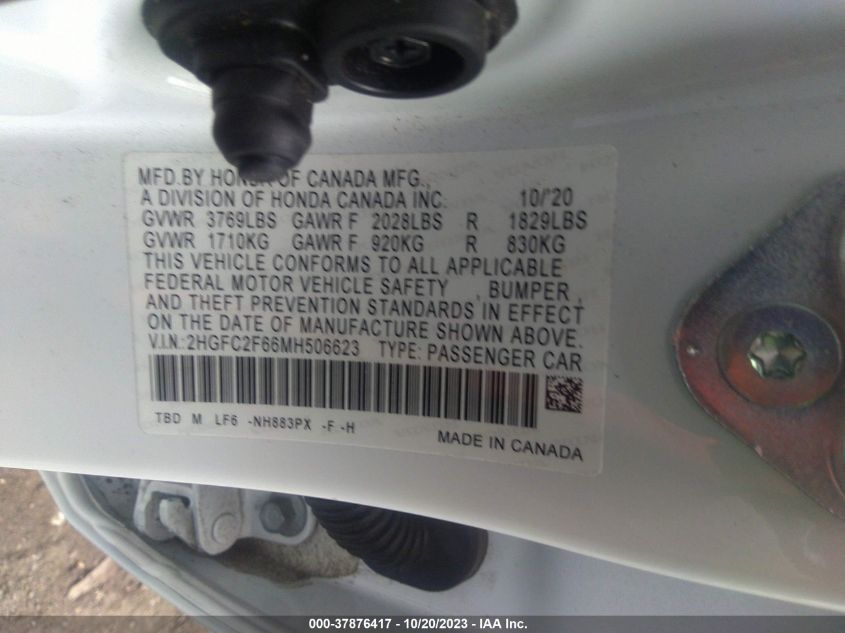 MFD.BY HONDA OF CANADA MFG.,
A DIVISION OF HONDA CANADA INC. 10/'20
GVWR 3769LBS GAWR F 2028LBS R 1829LBS
GVWR 1710KG GAWR F 920KG R 830KG
THIS VEHICLE CONFORMS TO ALL APPLICABLE
FEDERAL MOTOR VEHICLE SAFETY , BUMPER ,
AND THEFT PREVENTION STANDARDS IN EFFECT
ON THE DATE OF MANUFACTURE SHOWN ABOVE.
V.I.N.: 2HGFC2F66MH506623 TYPE: PASSENGER CAR
TBD M LF6 -NH883PX -F -H
MADE IN CANADA
000-37876417 - 10/20/2023 - IAA Inc.